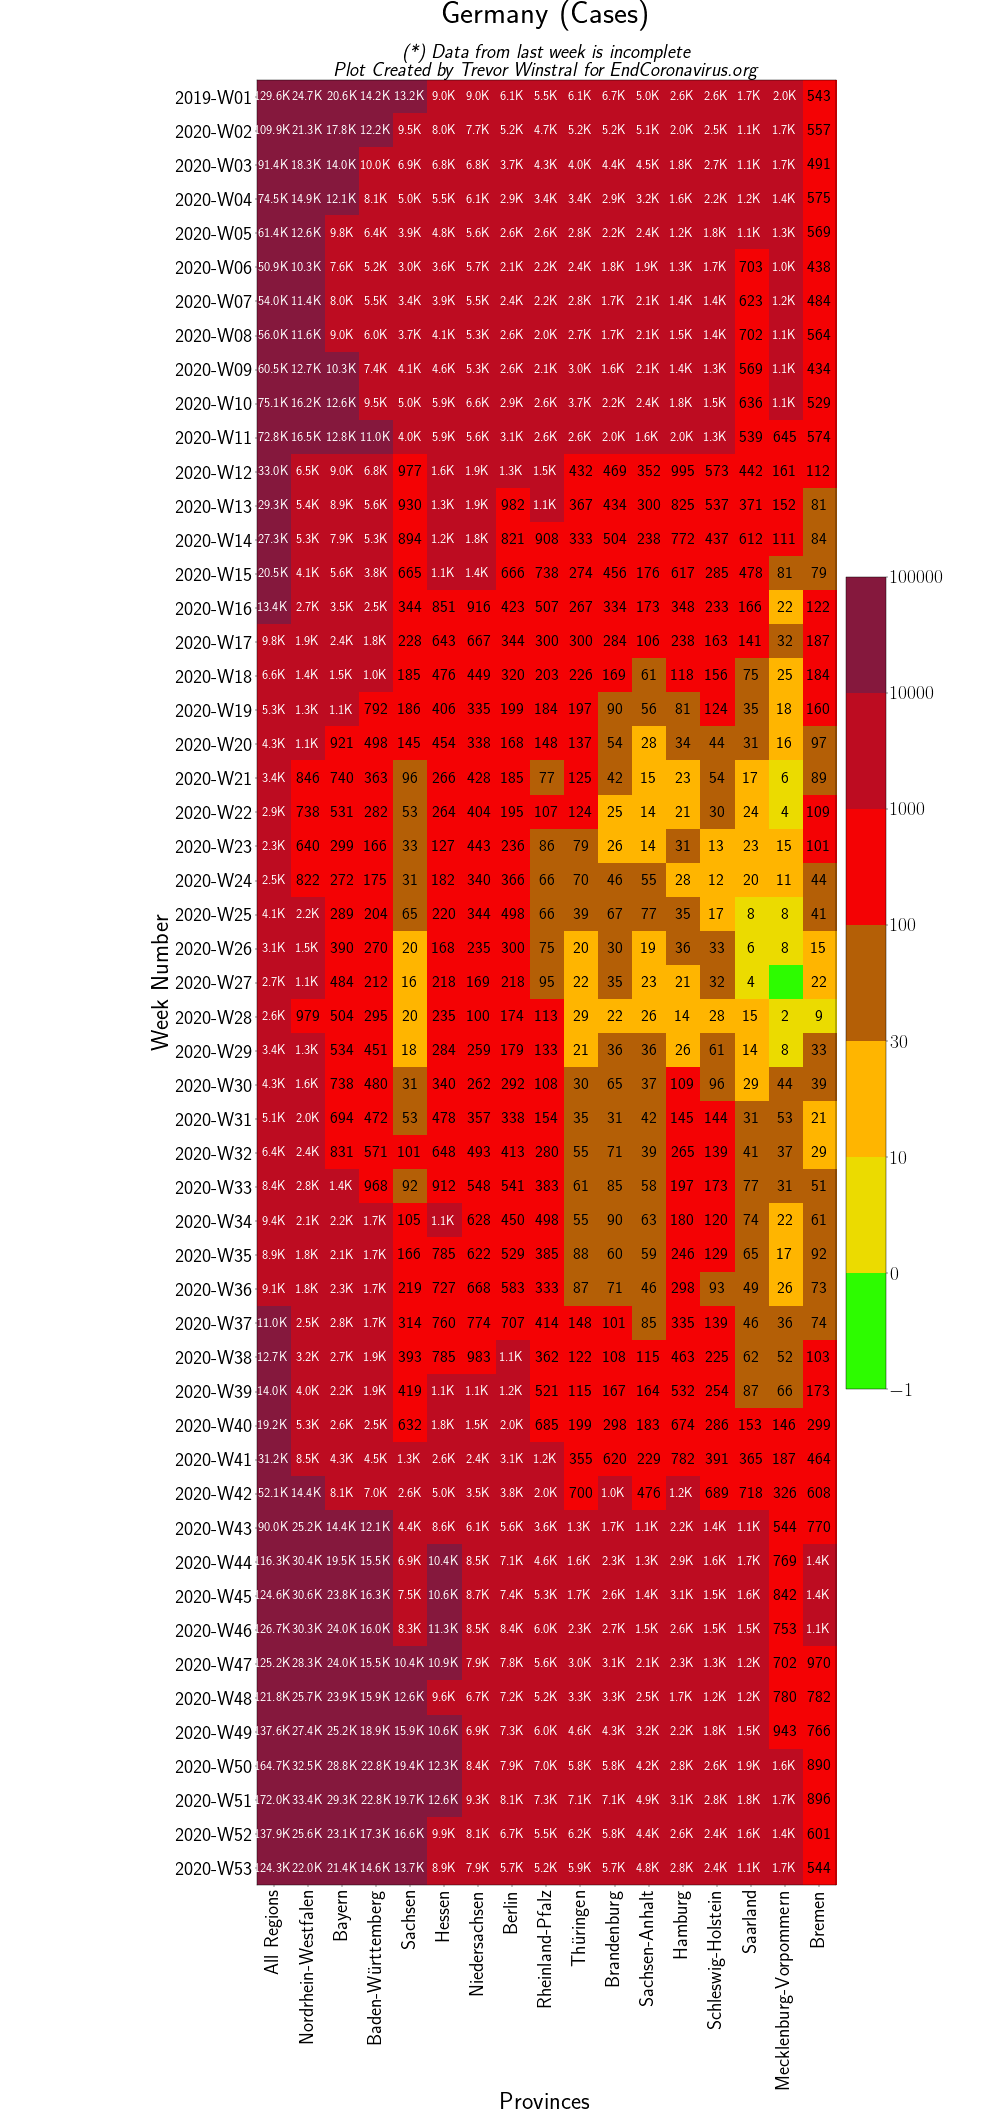 Germany (Cases)
(*) Data from last week is incomplete
Plot Created by Trevor Winstral for EndCoronavirus.org
2019-W01 129.6K 24.7K 20.6K 14.2K 13.2K 9.0K 9.0K 6.1K 5.5K 6.1K 6.7K 5.0K 2.6K 2.6K 1.7K 2.0K 543
2020-W02 109.9K 21.3K 17.8K 12.2K 9.5K 8.0K 7.7K 5.2K 4.7K 5.2K 5.2K 5.1K 2.0K 2.5K 1.1K 1.7K 557
2020-W03 91.4K 18.3K 14.0K 10.0K 6.9K 6.8K 6.8K 3.7K 4.3K 4.0K 4.4K 4.5K 1.8K 2.7K 1.1K 1.7K 491
2020-W04 74.5K 14.9K 12.1K 8.1K 5.0K 5.5K 6.1K 2.9K 3.4K 3.4K 2.9K 3.2K 1.6K 2.2K 1.2K 1.4K 575
2020-W05 61.4K 12.6K 9.8K 6.4K 3.9K 4.8K 5.6K 2.6K 2.6K 2.8K 2.2K 2.4K 1.2K 1.8K 1.1K 1.3K 569
2020-W06 50.9K 10.3K 7.6K 5.2K 3.0K 3.6K 5.7K 2.1K 2.2K 2.4K 1.8K 1.9K 1.3K 1.7K 703 1.0K 438
2020-W07 54.0K 11.4K 8.0K 5.5K 3.4K 3.9K 5.5K 2.4K 2.2K 2.8K 1.7K 2.1K 1.4K 1.4K 623 1.2K 484
2020-W08 56.0K 11.6K 9.0K 6.0K 3.7K 4.1K 5.3K 2.6K 2.0K 2.7K 1.7K 2.1K 1.5K 1.4K 702 1.1K 564
2020-W09 60.5K 12.7K 10.3K 7.4K 4.1K 4.6K 5.3K 2.6K 2.1K 3.0K 1.6K 2.1K 1.4K 1.3K 569 1.1K 434
2020-W10 75.1K 16.2K 12.6K 9.5K 5.0K 5.9K 6.6K 2.9K 2.6K 3.7K 2.2K 2.4K 1.8K 1.5K 636 1.1K 529
2020-W11 72.8K 16.5K 12.8K 11.0K 4.0K 5.9K 5.6K 3.1K 2.6K 2.6K 2.0K 1.6K 2.0K 1.3K 539 645 574
2020-W12 33.0K 6.5K 9.0K 6.8K 977 1.6K 1.9K 1.3K 1.5K 432 469 352 995 573 442 161 112
2020-W13 29.3K 5.4K 8.9K 5.6K 930 1.3K 1.9K 982 1.1K 367 434 300 825 537 371 152 81
2020-W14 27.3K 5.3K 7.9K 5.3K 894 1.2K 1.8K 821 908 333 504 238 772 437 612 111 84
2020-W15 20.5K 4.1K 5.6K 3.8K 665 1.1K 1.4K 666 738 274 456 176 617 285 478 81 79
2020-W16 13.4K 2.7K 3.5K 2.5K 344 851 916 423 507 267 334 173 348 233 166 22 122
2020-W17 9.8K 1.9K 2.4K 1.8K 228 643 667 344 300 300 284 106 238 163 141 32 187
2020-W18 6.6K 1.4K 1.5K 1.0K 185 476 449 320 203 226 169 61 118 156 75 25 184
2020-W19 5.3K 1.3K 1.1K 792 186 406 335 199 184 197 90 56 81 124 35 18 160
2020-W20 4.3K 1.1K 921 498 145 454 338 168 148 137 54 28 34 44 31 16 97
2020-W21 3.4K 846 740 363 96 266 428 185 77 125 42 15 23 54 17 6 89
2020-W22 2.9K 738 531 282 53 264 404 195 107 124 25 14 21 30 24 4 109
2020-W23 2.3K 640 299 166 33 127 443 236 86 79 26 14 31 13 23 15 101
2020-W24 2.5K 822 272 175 31 182 340 366 66 70 46 55 28 12 20 11 44
2020-W25 4.1K 2.2K 289 204 65 220 344 498 66 39 67 77 35 17 8 8 41
2020-W26 3.1K 1.5K 390 270 20 168 235 300 75 20 30 19 36 33 6 8 15
2020-W27 2.7K 1.1K 484 212 16 218 169 218 95 22 35 23 21 32 4 22
2020-W28 2.6K 979 504 295 20 235 100 174 113 29 22 26 14 28 15 2 9
2020-W29 3.4K 1.3K 534 451 18 284 259 179 133 21 36 36 26 61 14 8 33
2020-W30 4.3K 1.6K 738 480 31 340 262 292 108 30 65 37 109 96 29 44 39
2020-W31 5.1K 2.0K 694 472 53 478 357 338 154 35 31 42 145 144 31 53 21
2020-W32 6.4K 2.4K 831 571 101 648 493 413 280 55 71 39 265 139 41 37 29
2020-W33 8.4K 2.8K 1.4K 968 92 912 548 541 383 61 85 58 197 173 77 31 51
2020-W34 9.4K 2.1K 2.2K 1.7K 105 1.1K 628 450 498 55 90 63 180 120 74 22 61
2020-W35 8.9K 1.8K 2.1K 1.7K 166 785 622 529 385 88 60 59 246 129 65 17 92
2020-W36 9.1K 1.8K 2.3K 1.7K 219 727 668 583 333 87 71 46 298 93 49 26 73
2020-W37 11.0K 2.5K 2.8K 1.7K 314 760 774 707 414 148 101 85 335 139 46 36 74
2020-W38 12.7K 3.2K 2.7K 1.9K 393 785 983 1.1K 362 122 108 115 463 225 62 52 103
2020-W39 14.0K 4.0K 2.2K 1.9K 419 1.1K 1.1K 1.2K 521 115 167 164 532 254 87 66 173
2020-W40 19.2K 5.3K 2.6K 2.5K 632 1.8K 1.5K 2.0K 685 199 298 183 674 286 153 146 299
2020-W41 31.2K 8.5K 4.3K 4.5K 1.3K 2.6K 2.4K 3.1K 1.2K 355 620 229 782 391 365 187 464
2020-W42 52.1K 14.4K 8.1K 7.0K 2.6K 5.0K 3.5K 3.8K 2.0K 700 1.0K 476 1.2K 689 718 326 608
2020-W43 90.0K 25.2K 14.4K 12.1K 4.4K 8.6K 6.1K 5.6K 3.6K 1.3K 1.7K 1.1K 2.2K 1.4K 1.1K 544 770
2020-W44 116.3K 30.4K 19.5K 15.5K 6.9K 10.4K 8.5K 7.1K 4.6K 1.6K 2.3K 1.3K 2.9K 1.6K 1.7K 769 1.4K
2020-W45 124.6K 30.6K 23.8K 16.3K 7.5K 10.6K 8.7K 7.4K 5.3K 1.7K 2.6K 1.4K 3.1K 1.5K 1.6K 842 1.4K
2020-W46 126.7K 30.3K 24.0K 16.0K 8.3K 11.3K 8.5K 8.4K 6.0K 2.3K 2.7K 1.5K 2.6K 1.5K 1.5K 753 1.1K
2020-W47 125.2K 28.3K 24.0K 15.5K 10.4K 10.9K 7.9K 7.8K 5.6K 3.0K 3.1K 2.1K 2.3K 1.3K 1.2K 702 970
2020-W48 121.8K 25.7K 23.9K 15.9K 12.6K 9.6K 6.7K 7.2K 5.2K 3.3K 3.3K 2.5K 1.7K 1.2K 1.2K 780 782
2020-W49 137.6K 27.4K 25.2K 18.9K 15.9K 10.6K 6.9K 7.3K 6.0K 4.6K 4.3K 3.2K 2.2K 1.8K 1.5K 943 766
2020-W50 164.7K 32.5K 28.8K 22.8K 19.4K 12.3K 8.4K 7.9K 7.0K 5.8K 5.8K 4.2K 2.8K 2.6K 1.9K 1.6K 890
2020-W51 172.0K 33.4K 29.3K 22.8K 19.7K 12.6K 9.3K 8.1K 7.3K 7.1K 7.1K 4.9K 3.1K 2.8K 1.8K 1.7K 896
2020-W52 137.9K 25.6K 23.1K 17.3K 16.6K 9.9K 8.1K 6.7K 5.5K 6.2K 5.8K 4.4K 2.6K 2.4K 1.6K 1.4K 601
2020-W53 124.3K 22.0K 21.4K 14.6K 13.7K 8.9K 7.9K 5.7K 5.2K 5.9K 5.7K 4.8K 2.8K 2.4K 1.1K 1.7K 544
Week Number
All Regions
Nordrhein-Westfalen
Bayern
Baden-Württemberg
Sachsen
Hessen
Niedersachsen
Berlin
Rheinland-Pfalz
Thüringen
Brandenburg
Sachsen-Anhalt
Hamburg
Schleswig-Holstein
Saarland
Mecklenburg-Vorpommern
Bremen
Provinces
100000
10000
1000
100
30
10
0
−1